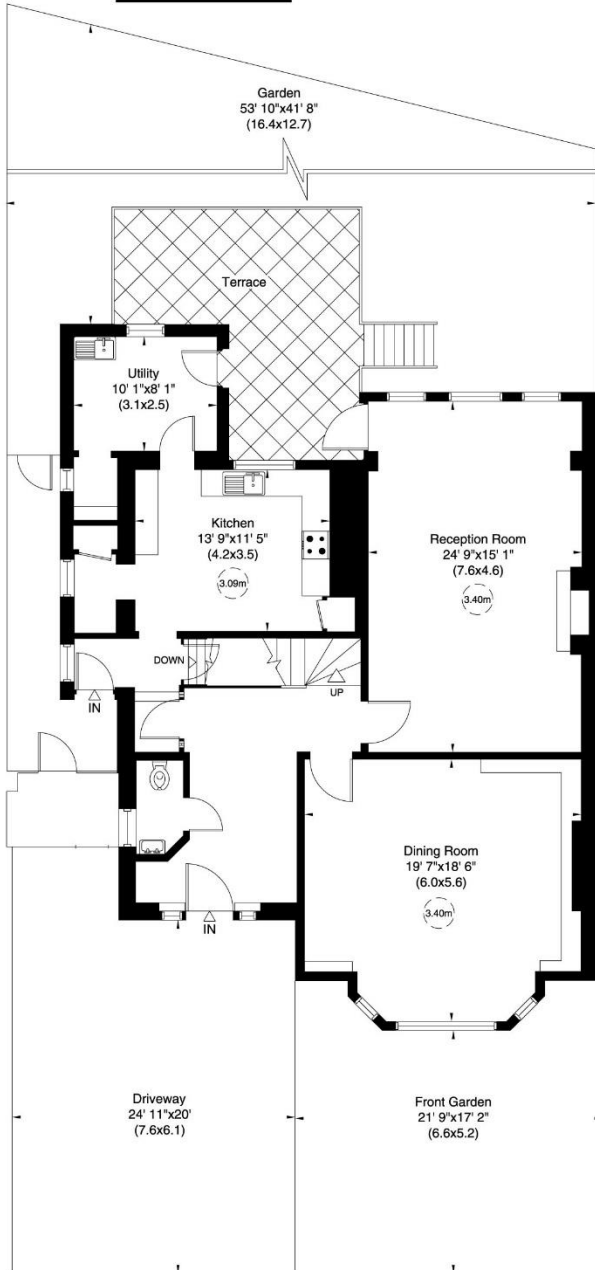 Garden
53' 10"x41' 8"
(16.4x12.7)
Terrace
Utility
10' 1"x8' 1"
(3.1x2.5)
Kitchen
13' 9"x11' 5"
(4.2x3.5)
3.09m
Reception Room
24' 9"x15' 1"
(7.6x4.6)
3.40m
DOWN
UP
IN
Dining Room
19' 7"x18' 6"
(6.0x5.6)
3.40m
IN
Driveway
24' 11"x20'
(7.6x6.1)
Front Garden
21' 9"x17' 2"
(6.6x5.2)